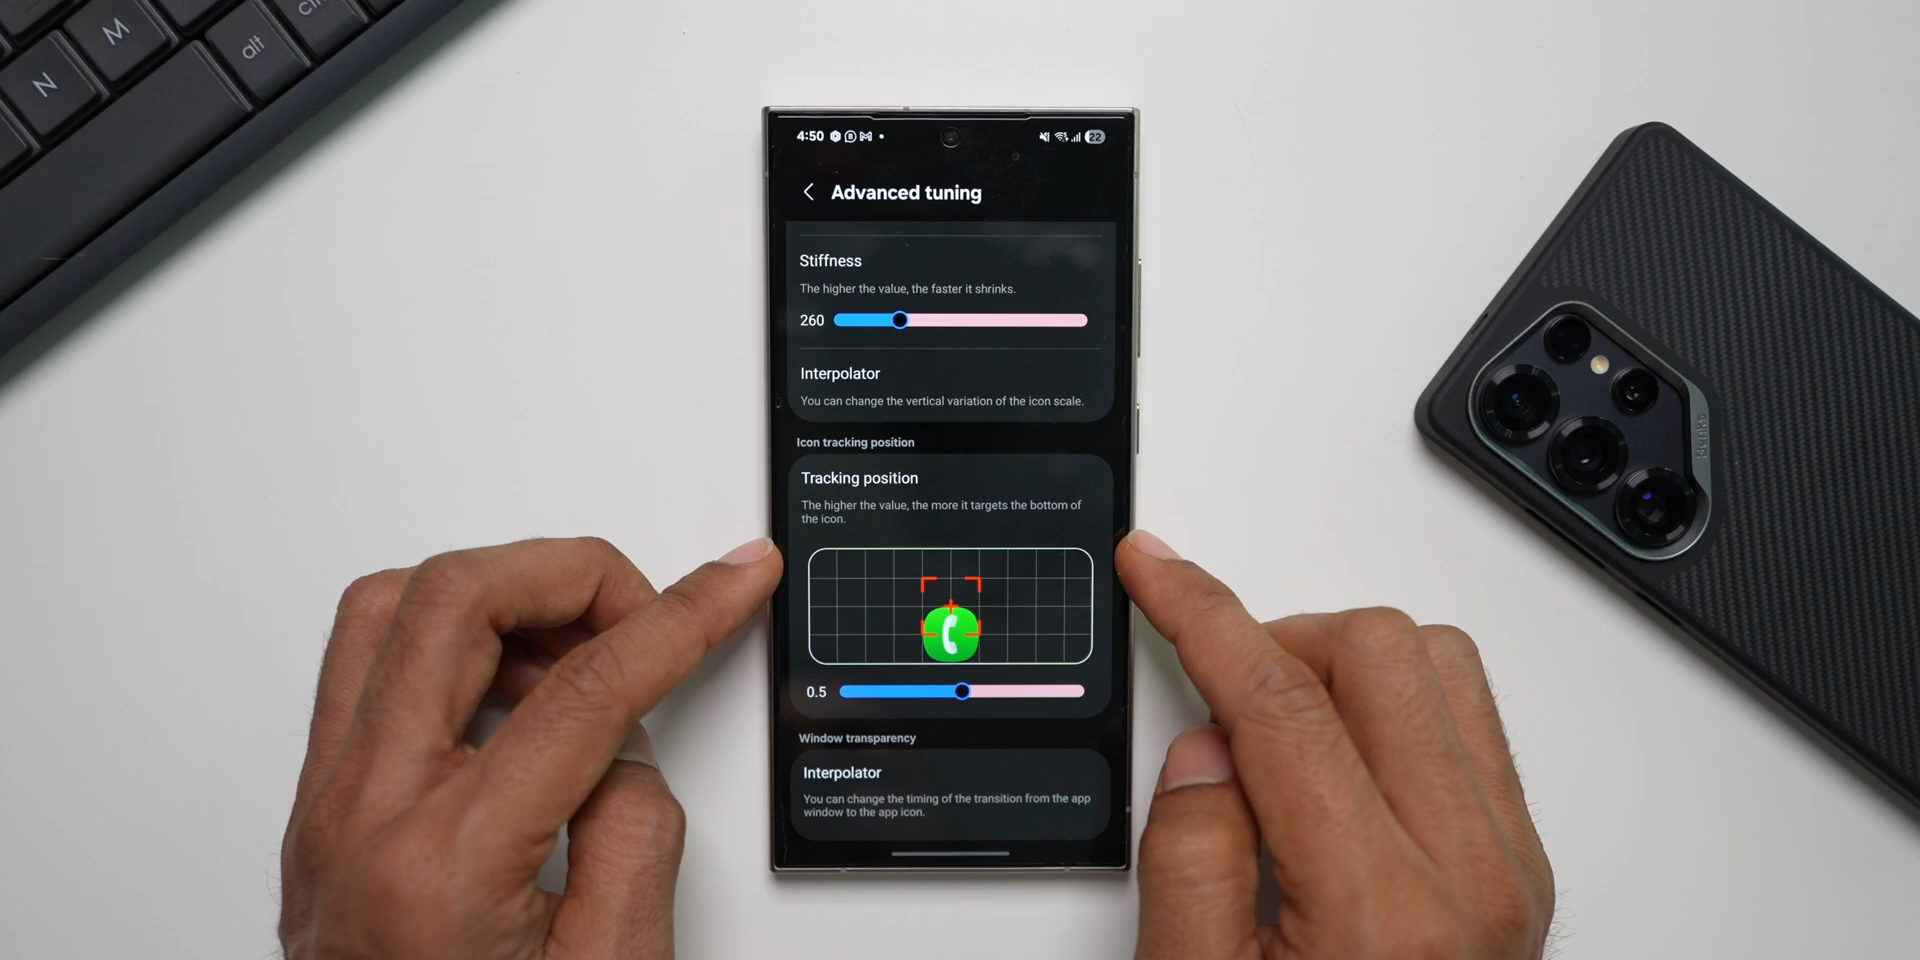 N
M
alt
4:50
22
Advanced tuning
Stiffness
The higher the value, the faster it shrinks.
260
Interpolator
You can change the vertical variation of the icon scale.
Icon tracking position
Tracking position
The higher the value, the more it targets the bottom of
the icon.
0.5
Window transparency
Interpolator
You can change the timing of the transition from the app
window to the app icon.